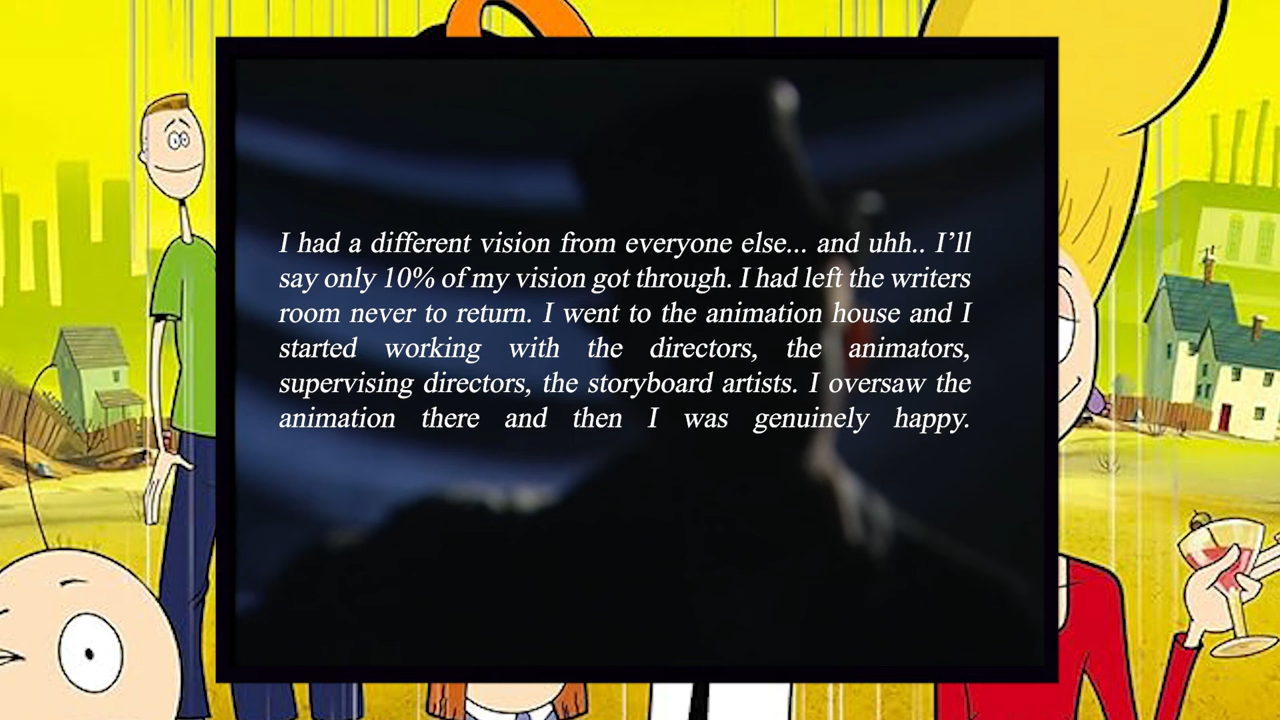 I had a different vision from everyone else... and uhh.. I’ll
say only 10% of my vision got through. I had left the writers
room never to return. I went to the animation house and I
started working with the directors, the animators,
supervising directors, the storyboard artists. I oversaw the
animation there and then I was genuinely happy.